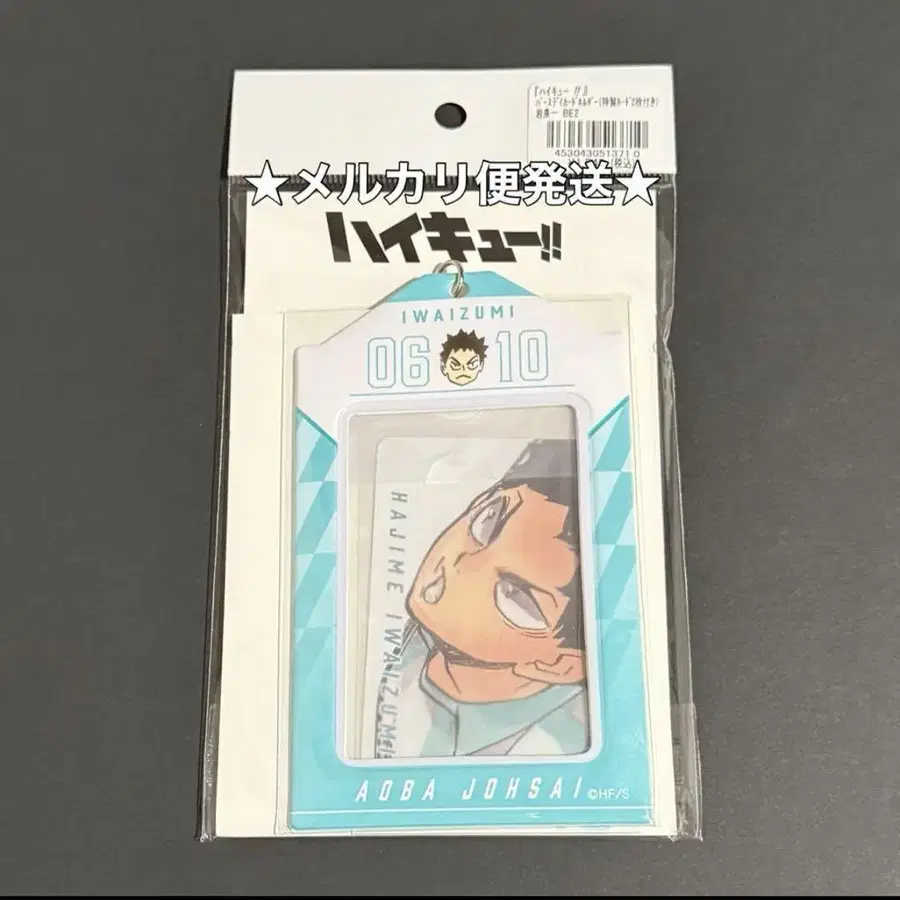 『ハイキュー !!』
バースデイカードホルダー(特製カード2枚付き)
岩泉一 BE2
4530430513710
★メルカリ便発送★
ハイキュー!!
IWAIZUMI
06 10
HAJIME IWAIZUMI
AOBA JOHSAI ©HF/S